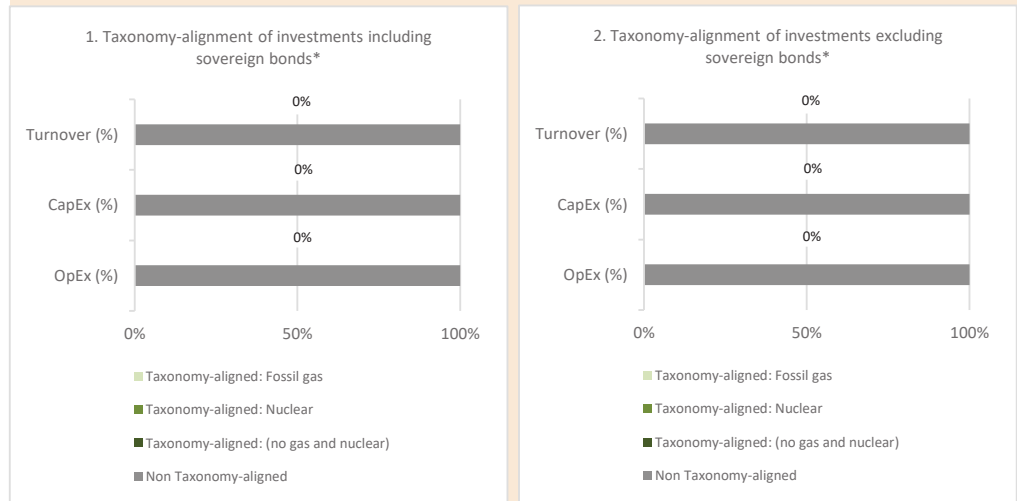 1. Taxonomy-alignment of investments including
sovereign bonds*
0%
Turnover (%)
0%
CapEx (%)
0%
OpEx (%)
0%
50%
100%
Taxonomy-aligned: Fossil gas
Taxonomy-aligned: Nuclear
Taxonomy-aligned: (no gas and nuclear)
Non Taxonomy-aligned
2. Taxonomy-alignment of investments excluding
sovereign bonds*
0%
Turnover (%)
0%
CapEx (%)
0%
OpEx (%)
0%
50%
100%
Taxonomy-aligned: Fossil gas
Taxonomy-aligned: Nuclear
Taxonomy-aligned: (no gas and nuclear)
Non Taxonomy-aligned